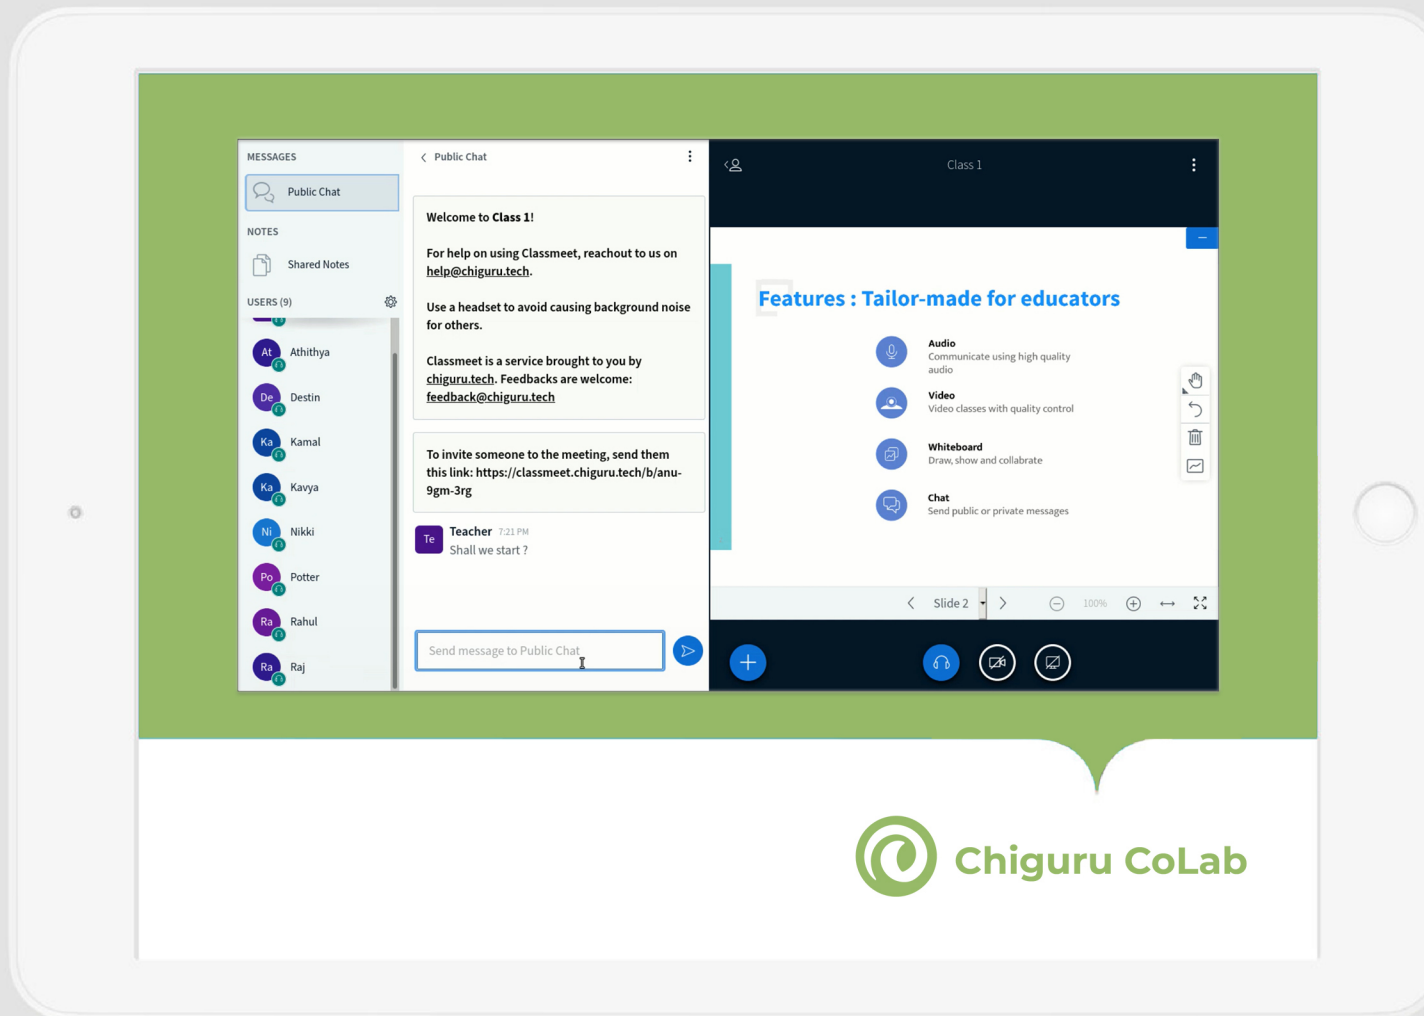 MESSAGES
Public Chat
NOTES
Shared Notes
USERS (9)
At Athithya
De Destin
Ka Kamal
Ka Kavya
Ni Nikki
Po Potter
Ra Rahul
Ra Raj
Public Chat
Welcome to Class 1!
For help on using Classmeet, reachout to us on
help@chiguru.tech.
Use a headset to avoid causing background noise
for others.
Classmeet is a service brought to you by
chiguru.tech. Feedbacks are welcome:
feedback@chiguru.tech
To invite someone to the meeting, send them
this link: https://classmeet.chiguru.tech/b/anu-
9gm-3rg
Te Teacher 7:21 PM
Shall we start ?
Send message to Public Chat
Class 1
Features : Tailor-made for educators
Audio
Communicate using high quality
audio
Video
Video classes with quality control
Whiteboard
Draw, show and collabrate
Chat
Send public or private messages
Slide 2
100%
Chiguru CoLab